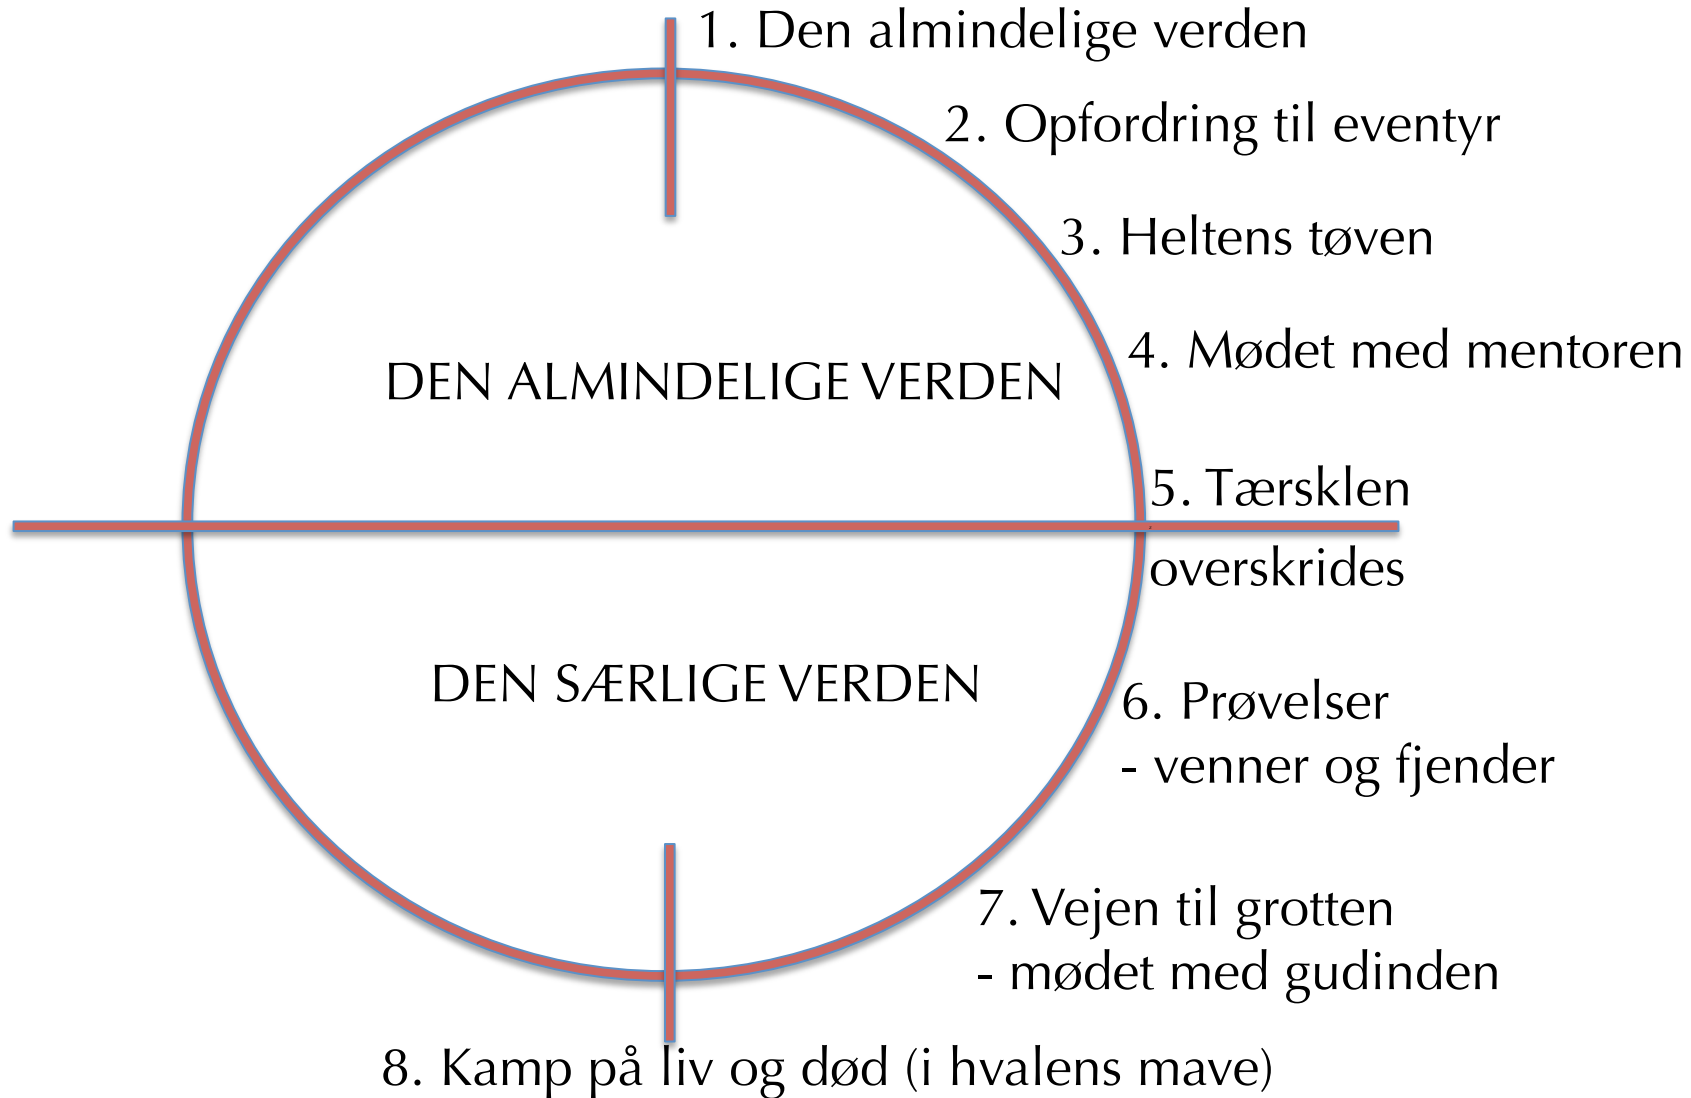 1. Den almindelige verden
2. Opfordring til eventyr
3. Heltens tøven
4. Mødet med mentoren
DEN ALMINDELIGE VERDEN
5. Tærsklen
overskrides
DEN SÆRLIGE VERDEN
6. Prøvelser
- venner og fjender
7. Vejen til grotten
- mødet med gudinden
8. Kamp på liv og død (i hvalens mave)